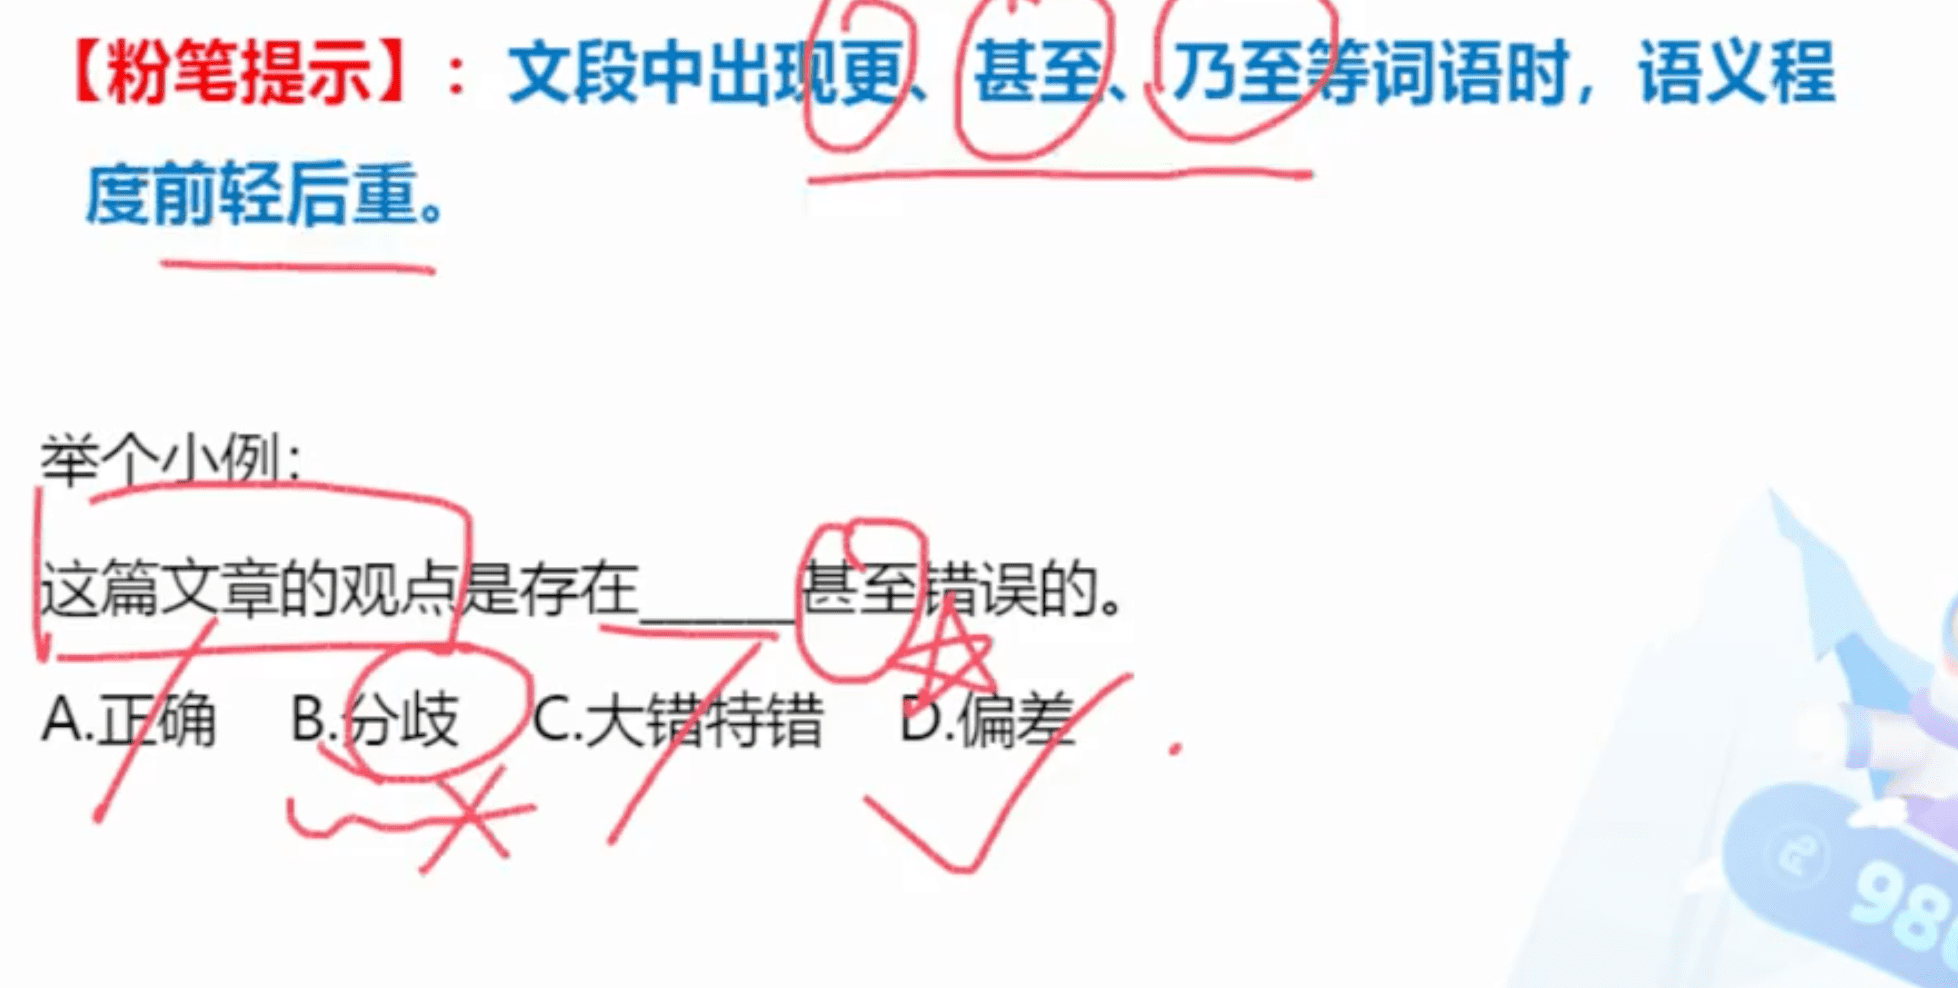 【粉笔提示】：文段中出现更、甚至、乃至等词语时，语义程
度前轻后重。
举个小例：
这篇文章的观点是存在______甚至错误的。
A.正确 B.分歧 C.大错特错 D.偏差
98